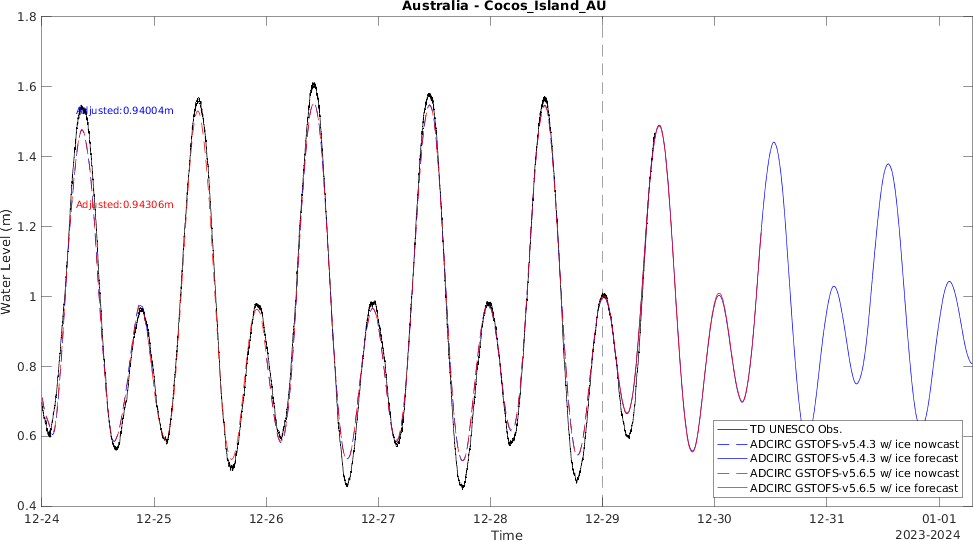 Australia - Cocos_Island_AU
1.8
1.6
1.4
1.2
1
0.8
0.6
0.4
Water Level (m)
Adjusted:0.94004m
Adjusted:0.94306m
TD UNESCO Obs.
ADCIRC GSTOFS-v5.4.3 w/ ice nowcast
ADCIRC GSTOFS-v5.4.3 w/ ice forecast
ADCIRC GSTOFS-v5.6.5 w/ ice nowcast
ADCIRC GSTOFS-v5.6.5 w/ ice forecast
12-24 12-25 12-26 12-27 12-28 12-29 12-30 12-31 01-01
Time
2023-2024